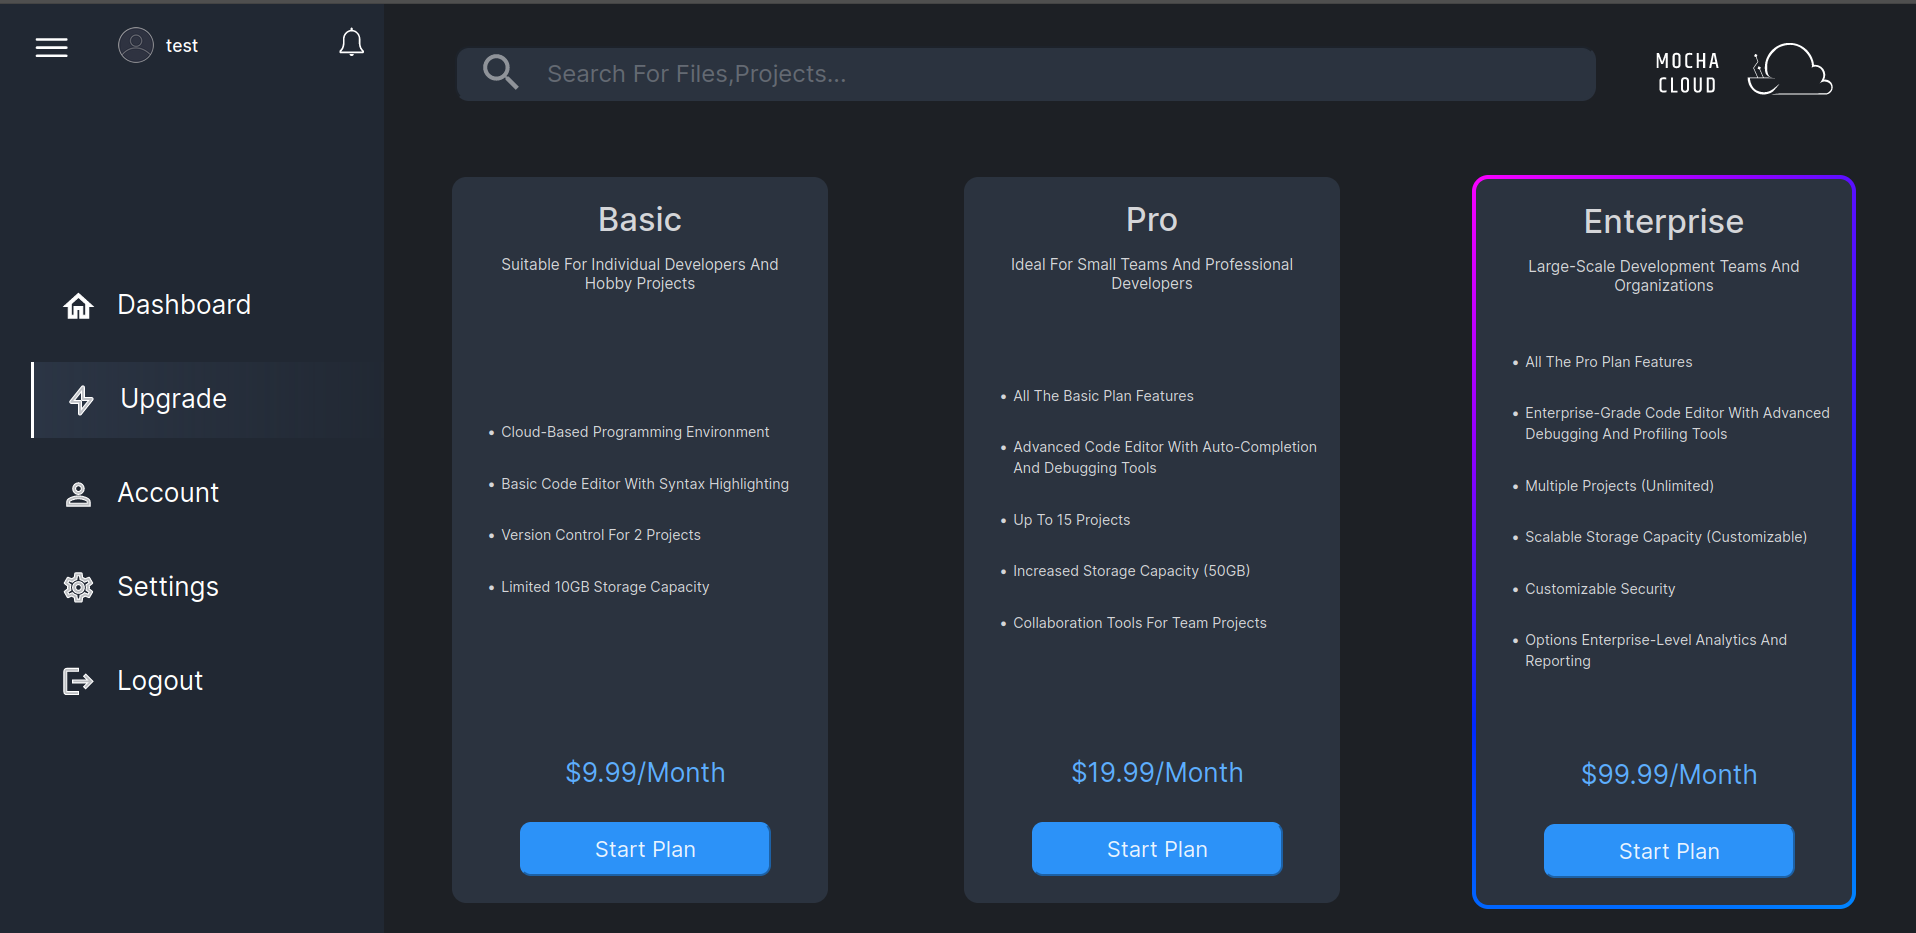 test
Search For Files,Projects...
MOCHA
CLOUD
Dashboard
Upgrade
Account
Settings
Logout
Basic
Suitable For Individual Developers And
Hobby Projects
Cloud-Based Programming Environment
Basic Code Editor With Syntax Highlighting
Version Control For 2 Projects
Limited 10GB Storage Capacity
$9.99/Month
Start Plan
Pro
Ideal For Small Teams And Professional
Developers
All The Basic Plan Features
Advanced Code Editor With Auto-Completion
And Debugging Tools
Up To 15 Projects
Increased Storage Capacity (50GB)
Collaboration Tools For Team Projects
$19.99/Month
Start Plan
Enterprise
Large-Scale Development Teams And
Organizations
All The Pro Plan Features
Enterprise-Grade Code Editor With Advanced
Debugging And Profiling Tools
Multiple Projects (Unlimited)
Scalable Storage Capacity (Customizable)
Customizable Security
Options Enterprise-Level Analytics And
Reporting
$99.99/Month
Start Plan